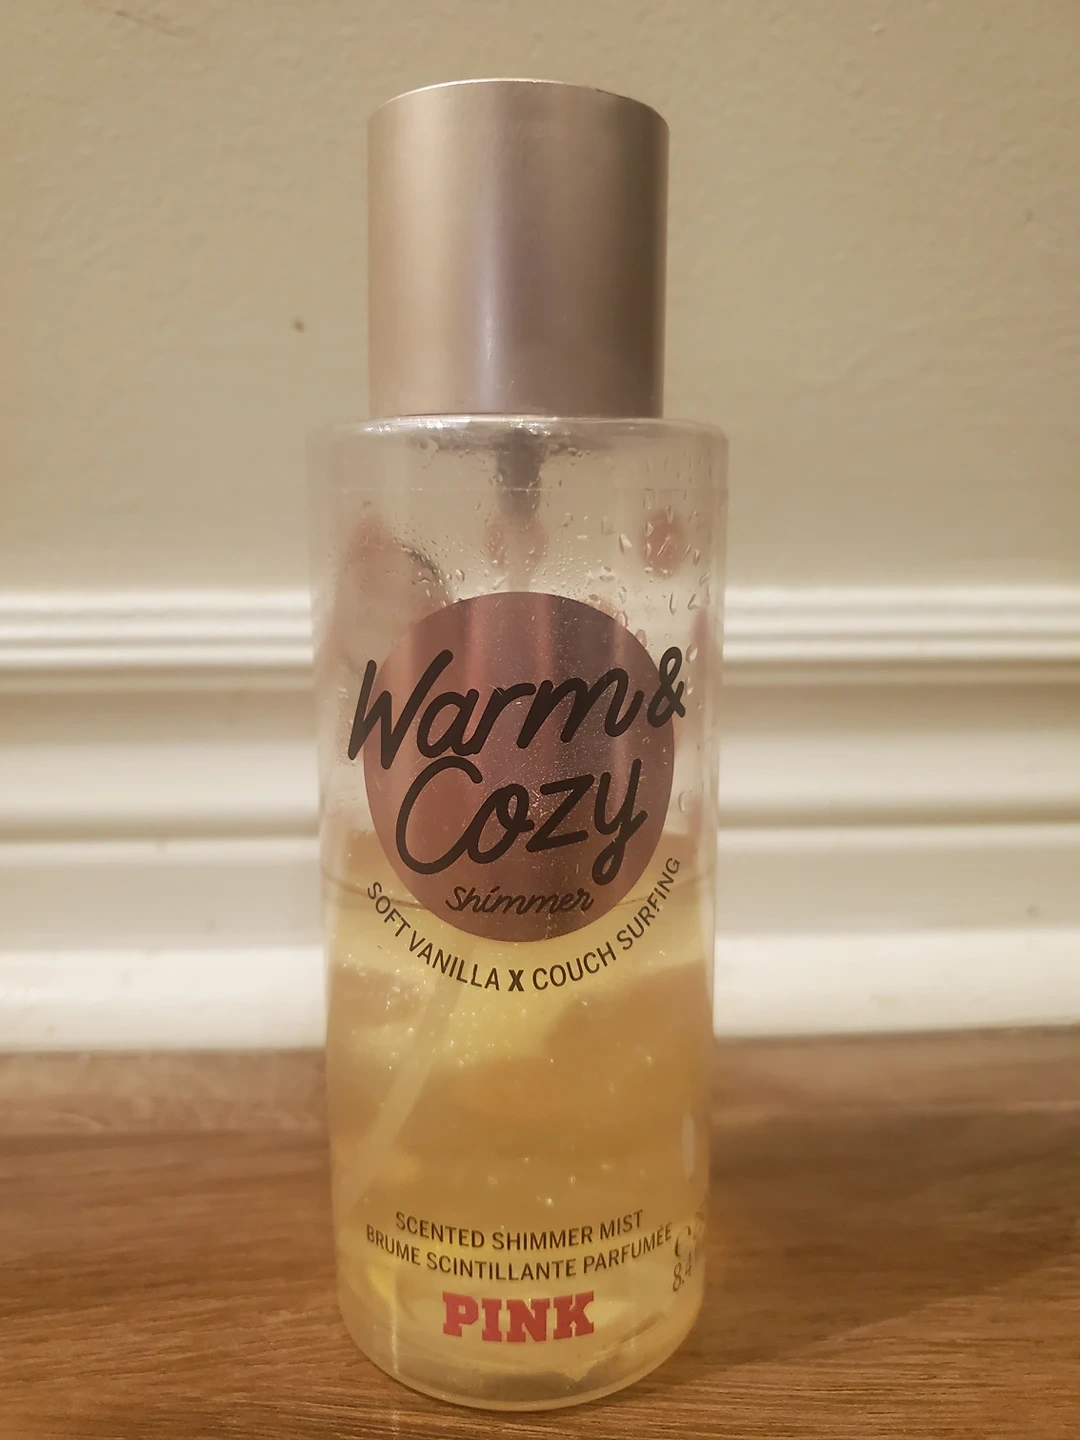 Warm &
Cozy
Shimmer
SOFT VANILLA X COUCH SURFING
SCENTED SHIMMER MIST
BRUME SCINTILLANTE PARFUMÉE
PINK